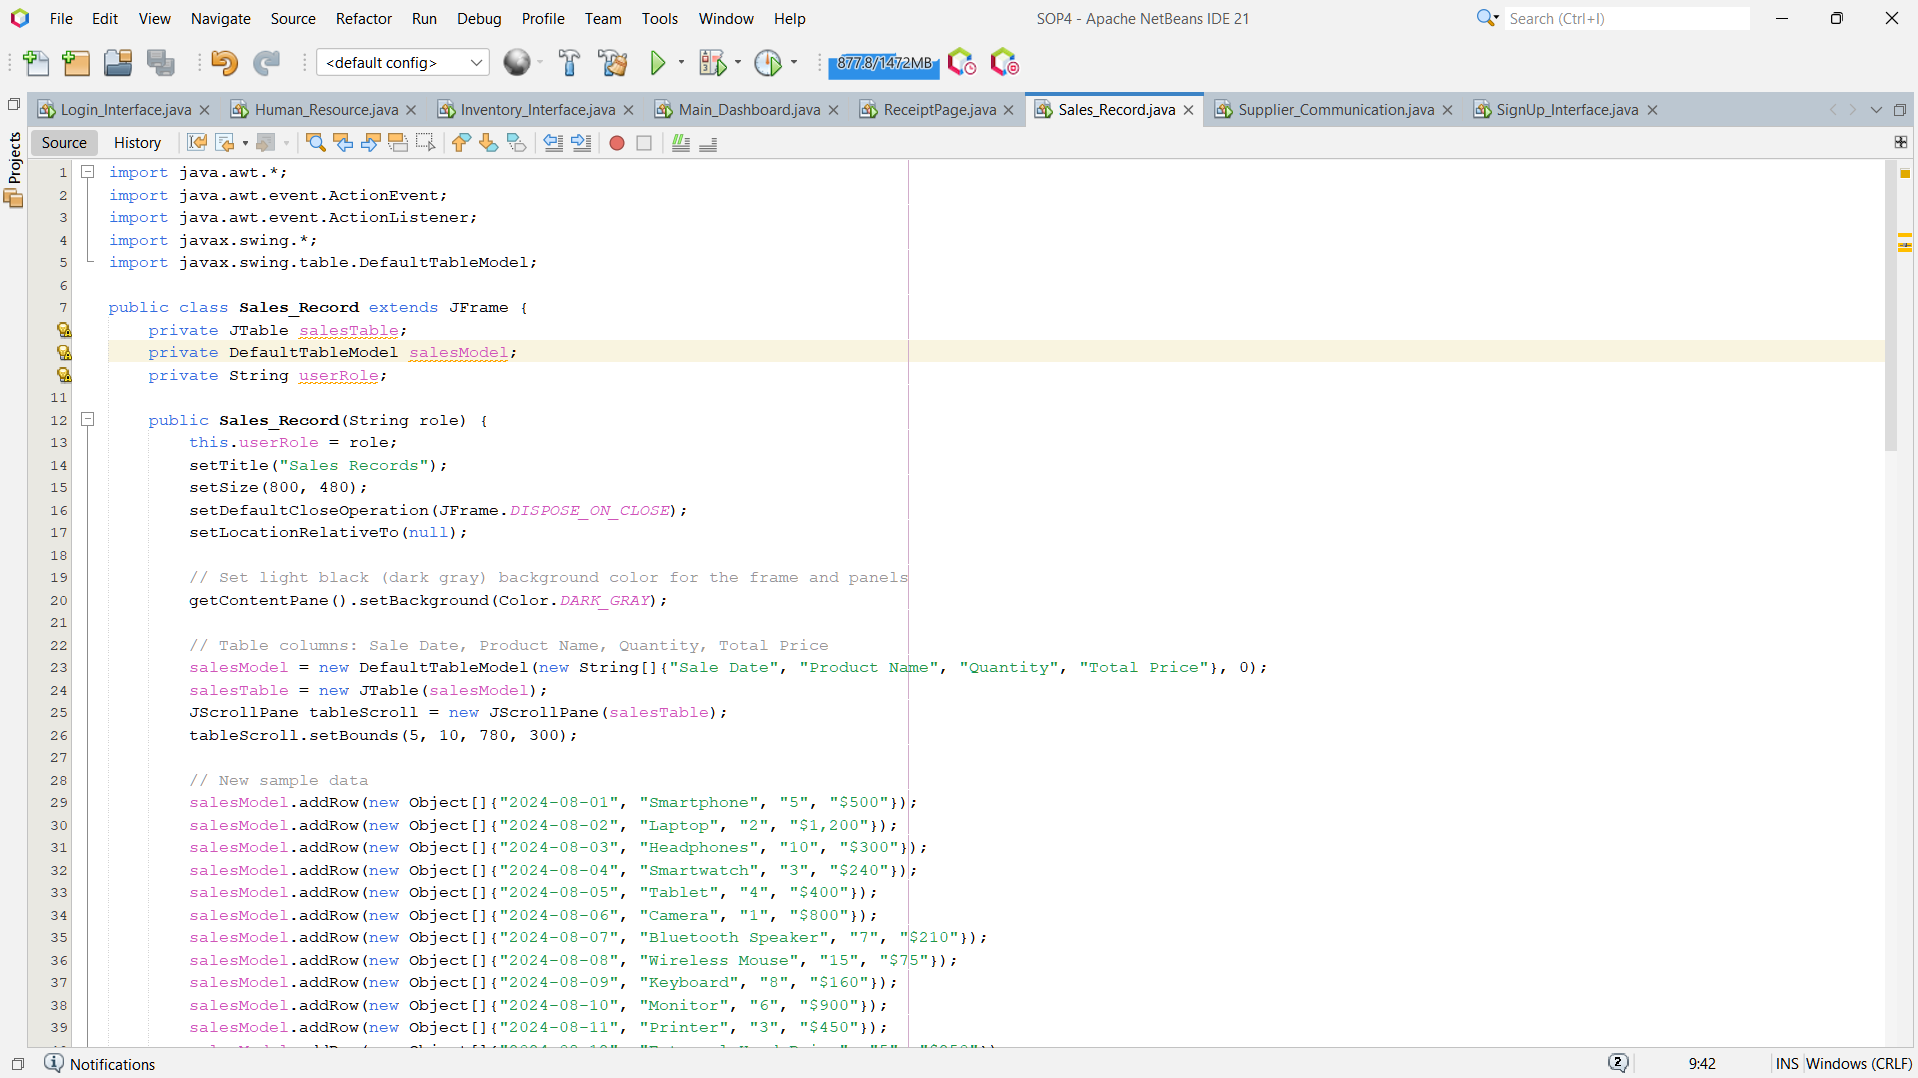 File Edit View Navigate Source Refactor Run Debug Profile Team Tools Window Help
SOP4 - Apache NetBeans IDE 21
Search (Ctrl+I)
<default config>
877.8/1472MB
Login_Interface.java Human_Resource.java Inventory_Interface.java Main_Dashboard.java ReceiptPage.java Sales_Record.java Supplier_Communication.java SignUp_Interface.java
Projects
Source History
1 import java.awt.*;
2 import java.awt.event.ActionEvent;
3 import java.awt.event.ActionListener;
4 import javax.swing.*;
5 import javax.swing.table.DefaultTableModel;
6
7 public class Sales_Record extends JFrame {
private JTable salesTable;
private DefaultTableModel salesModel;
private String userRole;
11
12 public Sales_Record(String role) {
13 this.userRole = role;
14 setTitle("Sales Records");
15 setSize(800, 480);
16 setDefaultCloseOperation(JFrame.DISPOSE_ON_CLOSE);
17 setLocationRelativeTo(null);
18
19 // Set light black (dark gray) background color for the frame and panels
20 getContentPane().setBackground(Color.DARK_GRAY);
21
22 // Table columns: Sale Date, Product Name, Quantity, Total Price
23 salesModel = new DefaultTableModel(new String[]{"Sale Date", "Product Name", "Quantity", "Total Price"}, 0);
24 salesTable = new JTable(salesModel);
25 JScrollPane tableScroll = new JScrollPane(salesTable);
26 tableScroll.setBounds(5, 10, 780, 300);
27
28 // New sample data
29 salesModel.addRow(new Object[]{"2024-08-01", "Smartphone", "5", "$500"});
30 salesModel.addRow(new Object[]{"2024-08-02", "Laptop", "2", "$1,200"});
31 salesModel.addRow(new Object[]{"2024-08-03", "Headphones", "10", "$300"});
32 salesModel.addRow(new Object[]{"2024-08-04", "Smartwatch", "3", "$240"});
33 salesModel.addRow(new Object[]{"2024-08-05", "Tablet", "4", "$400"});
34 salesModel.addRow(new Object[]{"2024-08-06", "Camera", "1", "$800"});
35 salesModel.addRow(new Object[]{"2024-08-07", "Bluetooth Speaker", "7", "$210"});
36 salesModel.addRow(new Object[]{"2024-08-08", "Wireless Mouse", "15", "$75"});
37 salesModel.addRow(new Object[]{"2024-08-09", "Keyboard", "8", "$160"});
38 salesModel.addRow(new Object[]{"2024-08-10", "Monitor", "6", "$900"});
39 salesModel.addRow(new Object[]{"2024-08-11", "Printer", "3", "$450"});
Notifications
2
9:42
INS Windows (CRLF)